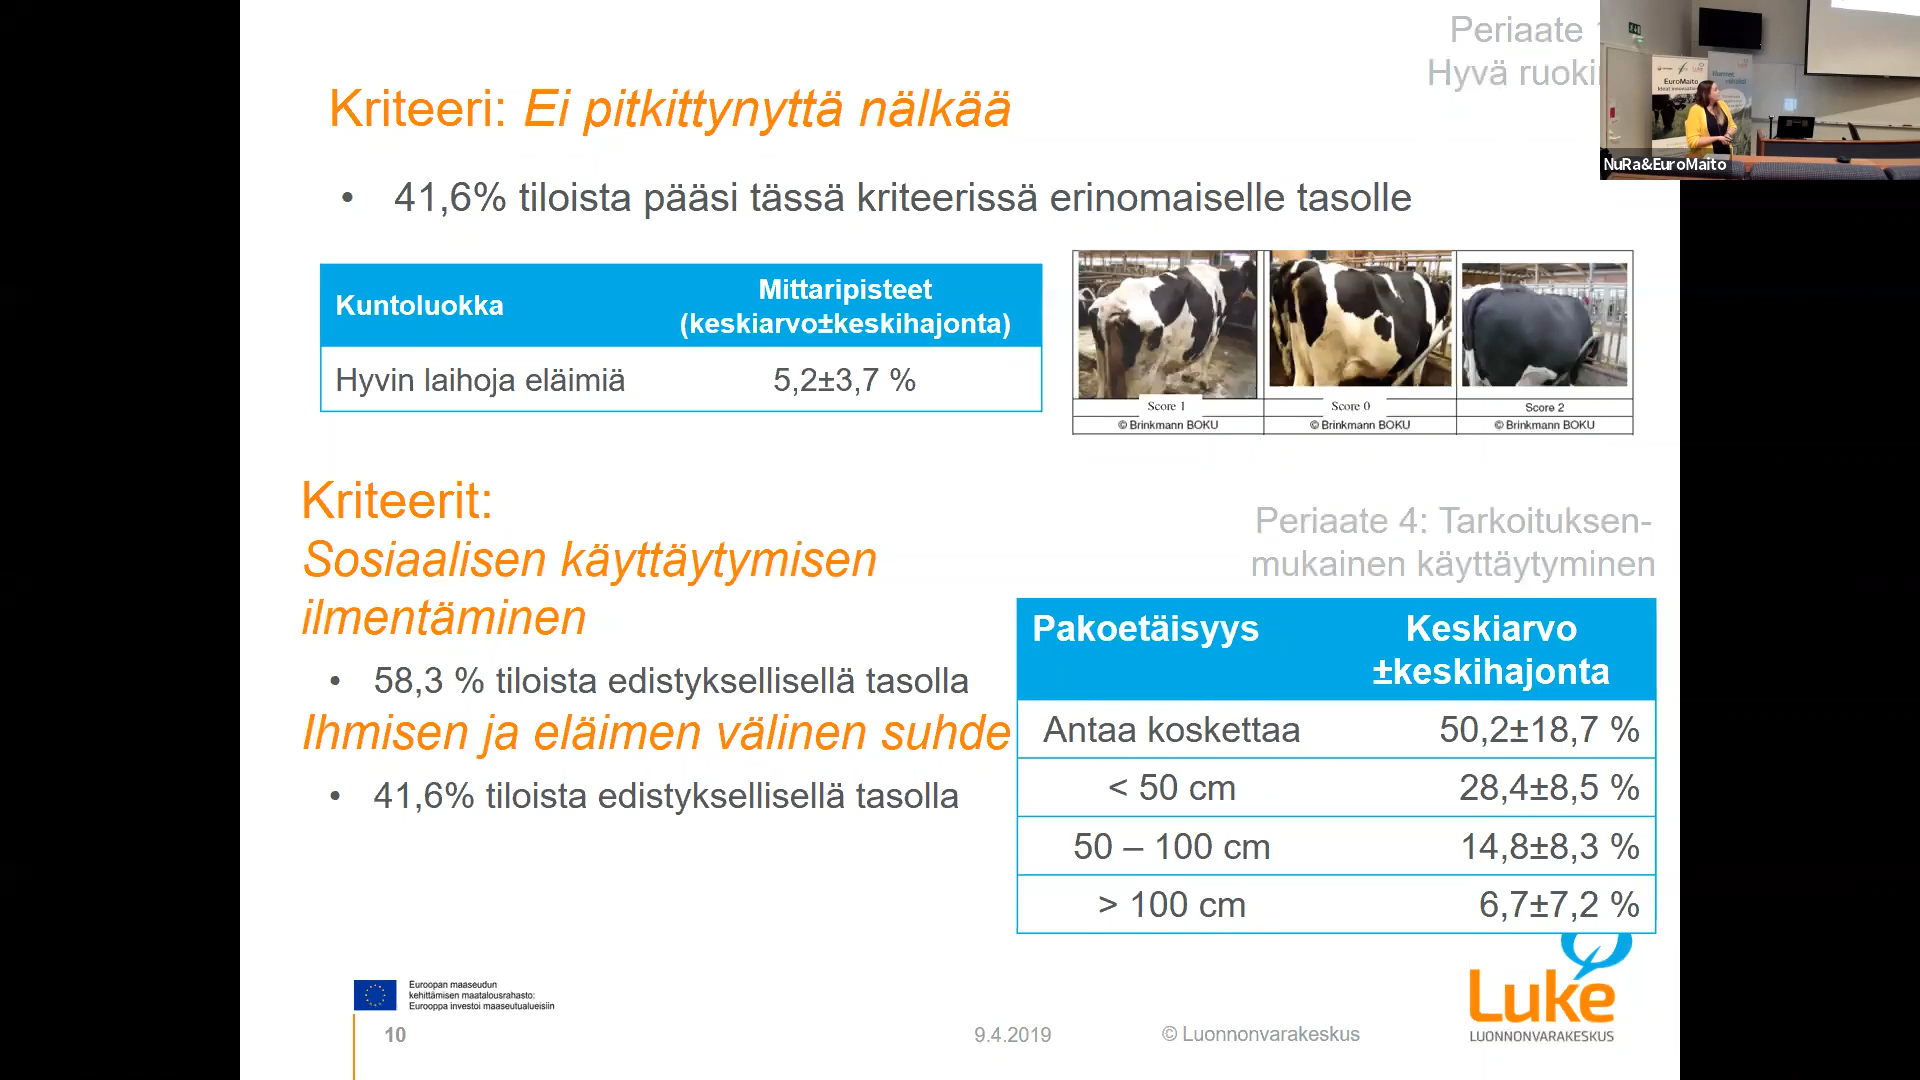 Periaate
Hyvä ruoki
Kriteeri: Ei pitkittynyttä nälkää
• 41,6% tiloista pääsi tässä kriteerissä erinomaiselle tasolle
Kuntoluokka
Mittaripisteet
(keskiarvo±keskihajonta)
Hyvin laihoja eläimiä
5,2±3,7 %
Score 1
Score 0
Score 2
© Brinkmann BOKU
© Brinkmann BOKU
© Brinkmann BOKU
Kriteerit:
Sosiaalisen käyttäytymisen
ilmentäminen
• 58,3 % tiloista edistyksellisellä tasolla
Ihmisen ja eläimen välinen suhde
• 41,6% tiloista edistyksellisellä tasolla
Periaate 4: Tarkoituksen-
mukainen käyttäytyminen
Pakoetäisyys
Keskiarvo
±keskihajonta
Antaa koskettaa
50,2±18,7 %
< 50 cm
28,4±8,5 %
50 – 100 cm
14,8±8,3 %
> 100 cm
6,7±7,2 %
Euroopan maaseudun
kehittämisen maatalousrahasto:
Eurooppa investoi maaseutualueisiin
10
9.4.2019
© Luonnonvarakeskus
Luke
LUONNONVARAKESKUS
EuroMaito
NuRa&EuroMaito